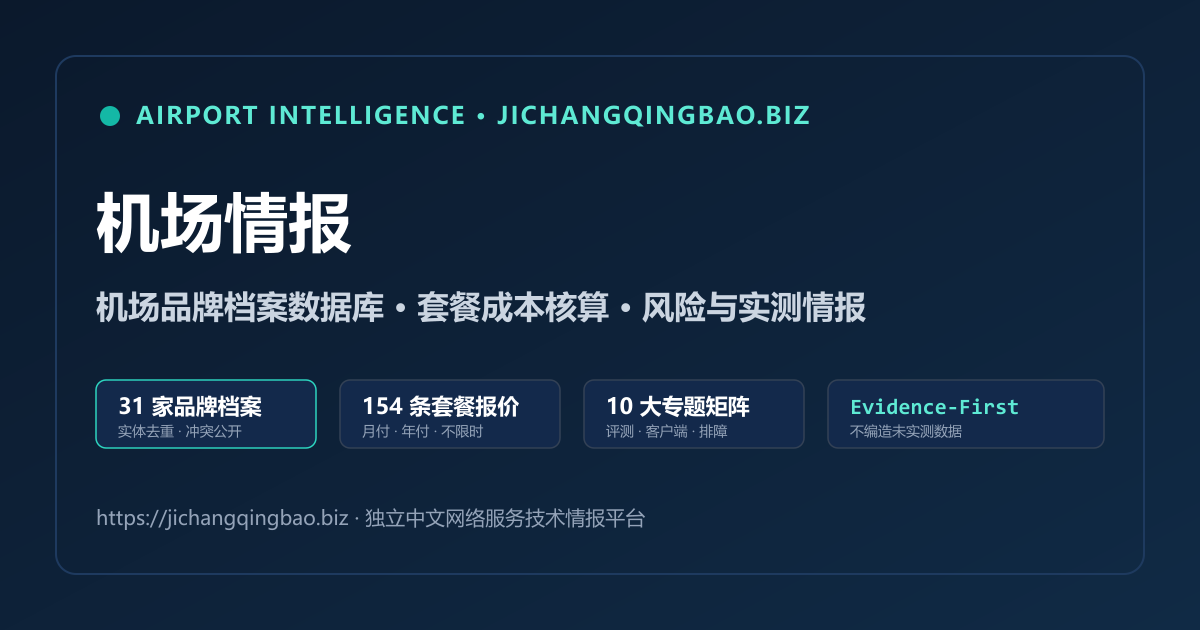 AIRPORT INTELLIGENCE • JICHANGQINGBAO.BIZ
机场情报
机场品牌档案数据库 • 套餐成本核算 • 风险与实测情报
31 家品牌档案
实体去重 · 冲突公开
154 条套餐报价
月付 · 年付 · 不限时
10 大专题矩阵
评测 · 客户端 · 排障
Evidence-First
不编造未实测数据
https://jichangqingbao.biz · 独立中文网络服务技术情报平台